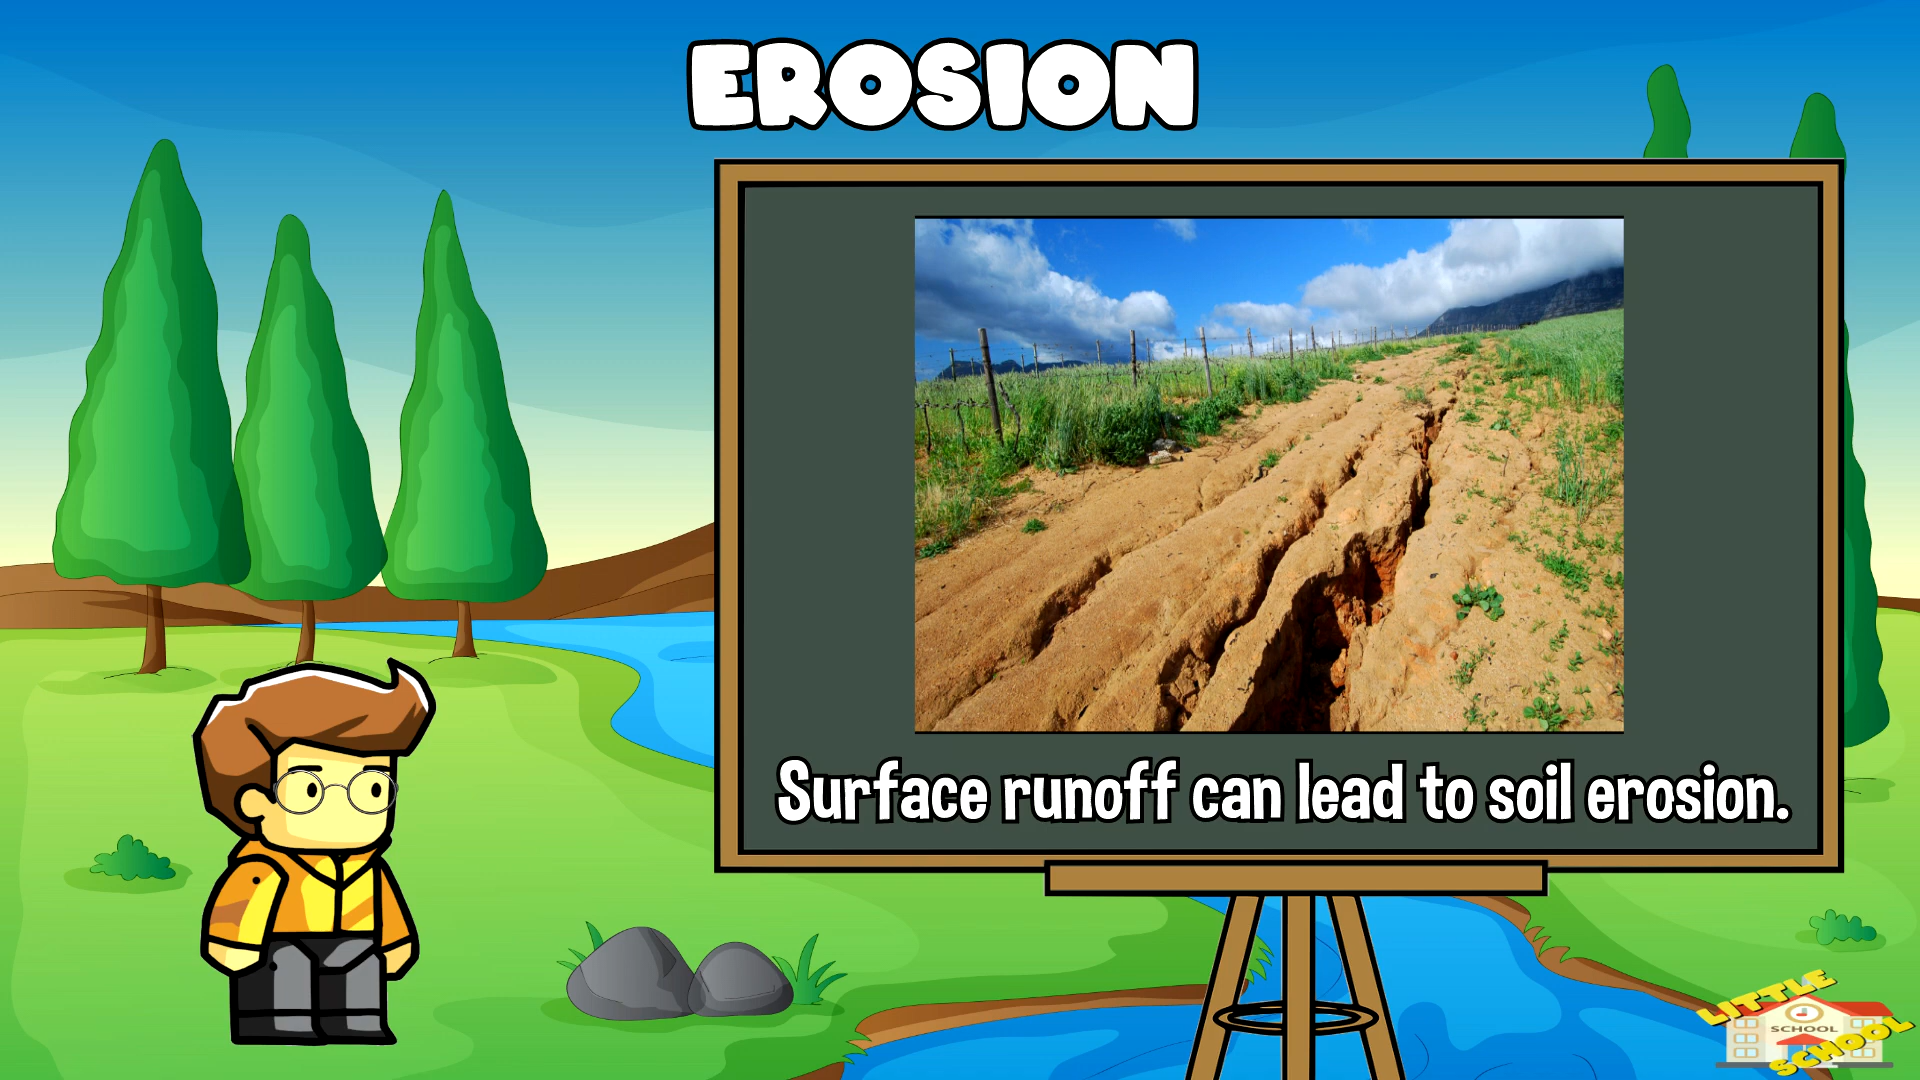 EROSION
Surface runoff can lead to soil erosion.
LITTLE
SCHOOL
SCHOOL